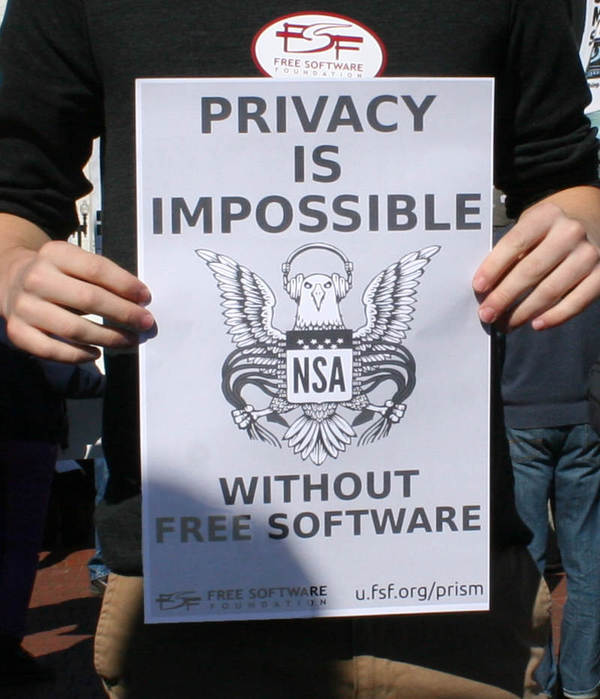 FSF
FREE SOFTWARE
FOUNDATION
PRIVACY
IS
IMPOSSIBLE
NSA
WITHOUT
FREE SOFTWARE
FSF FREE SOFTWARE
FOUNDATION
u.fsf.org/prism